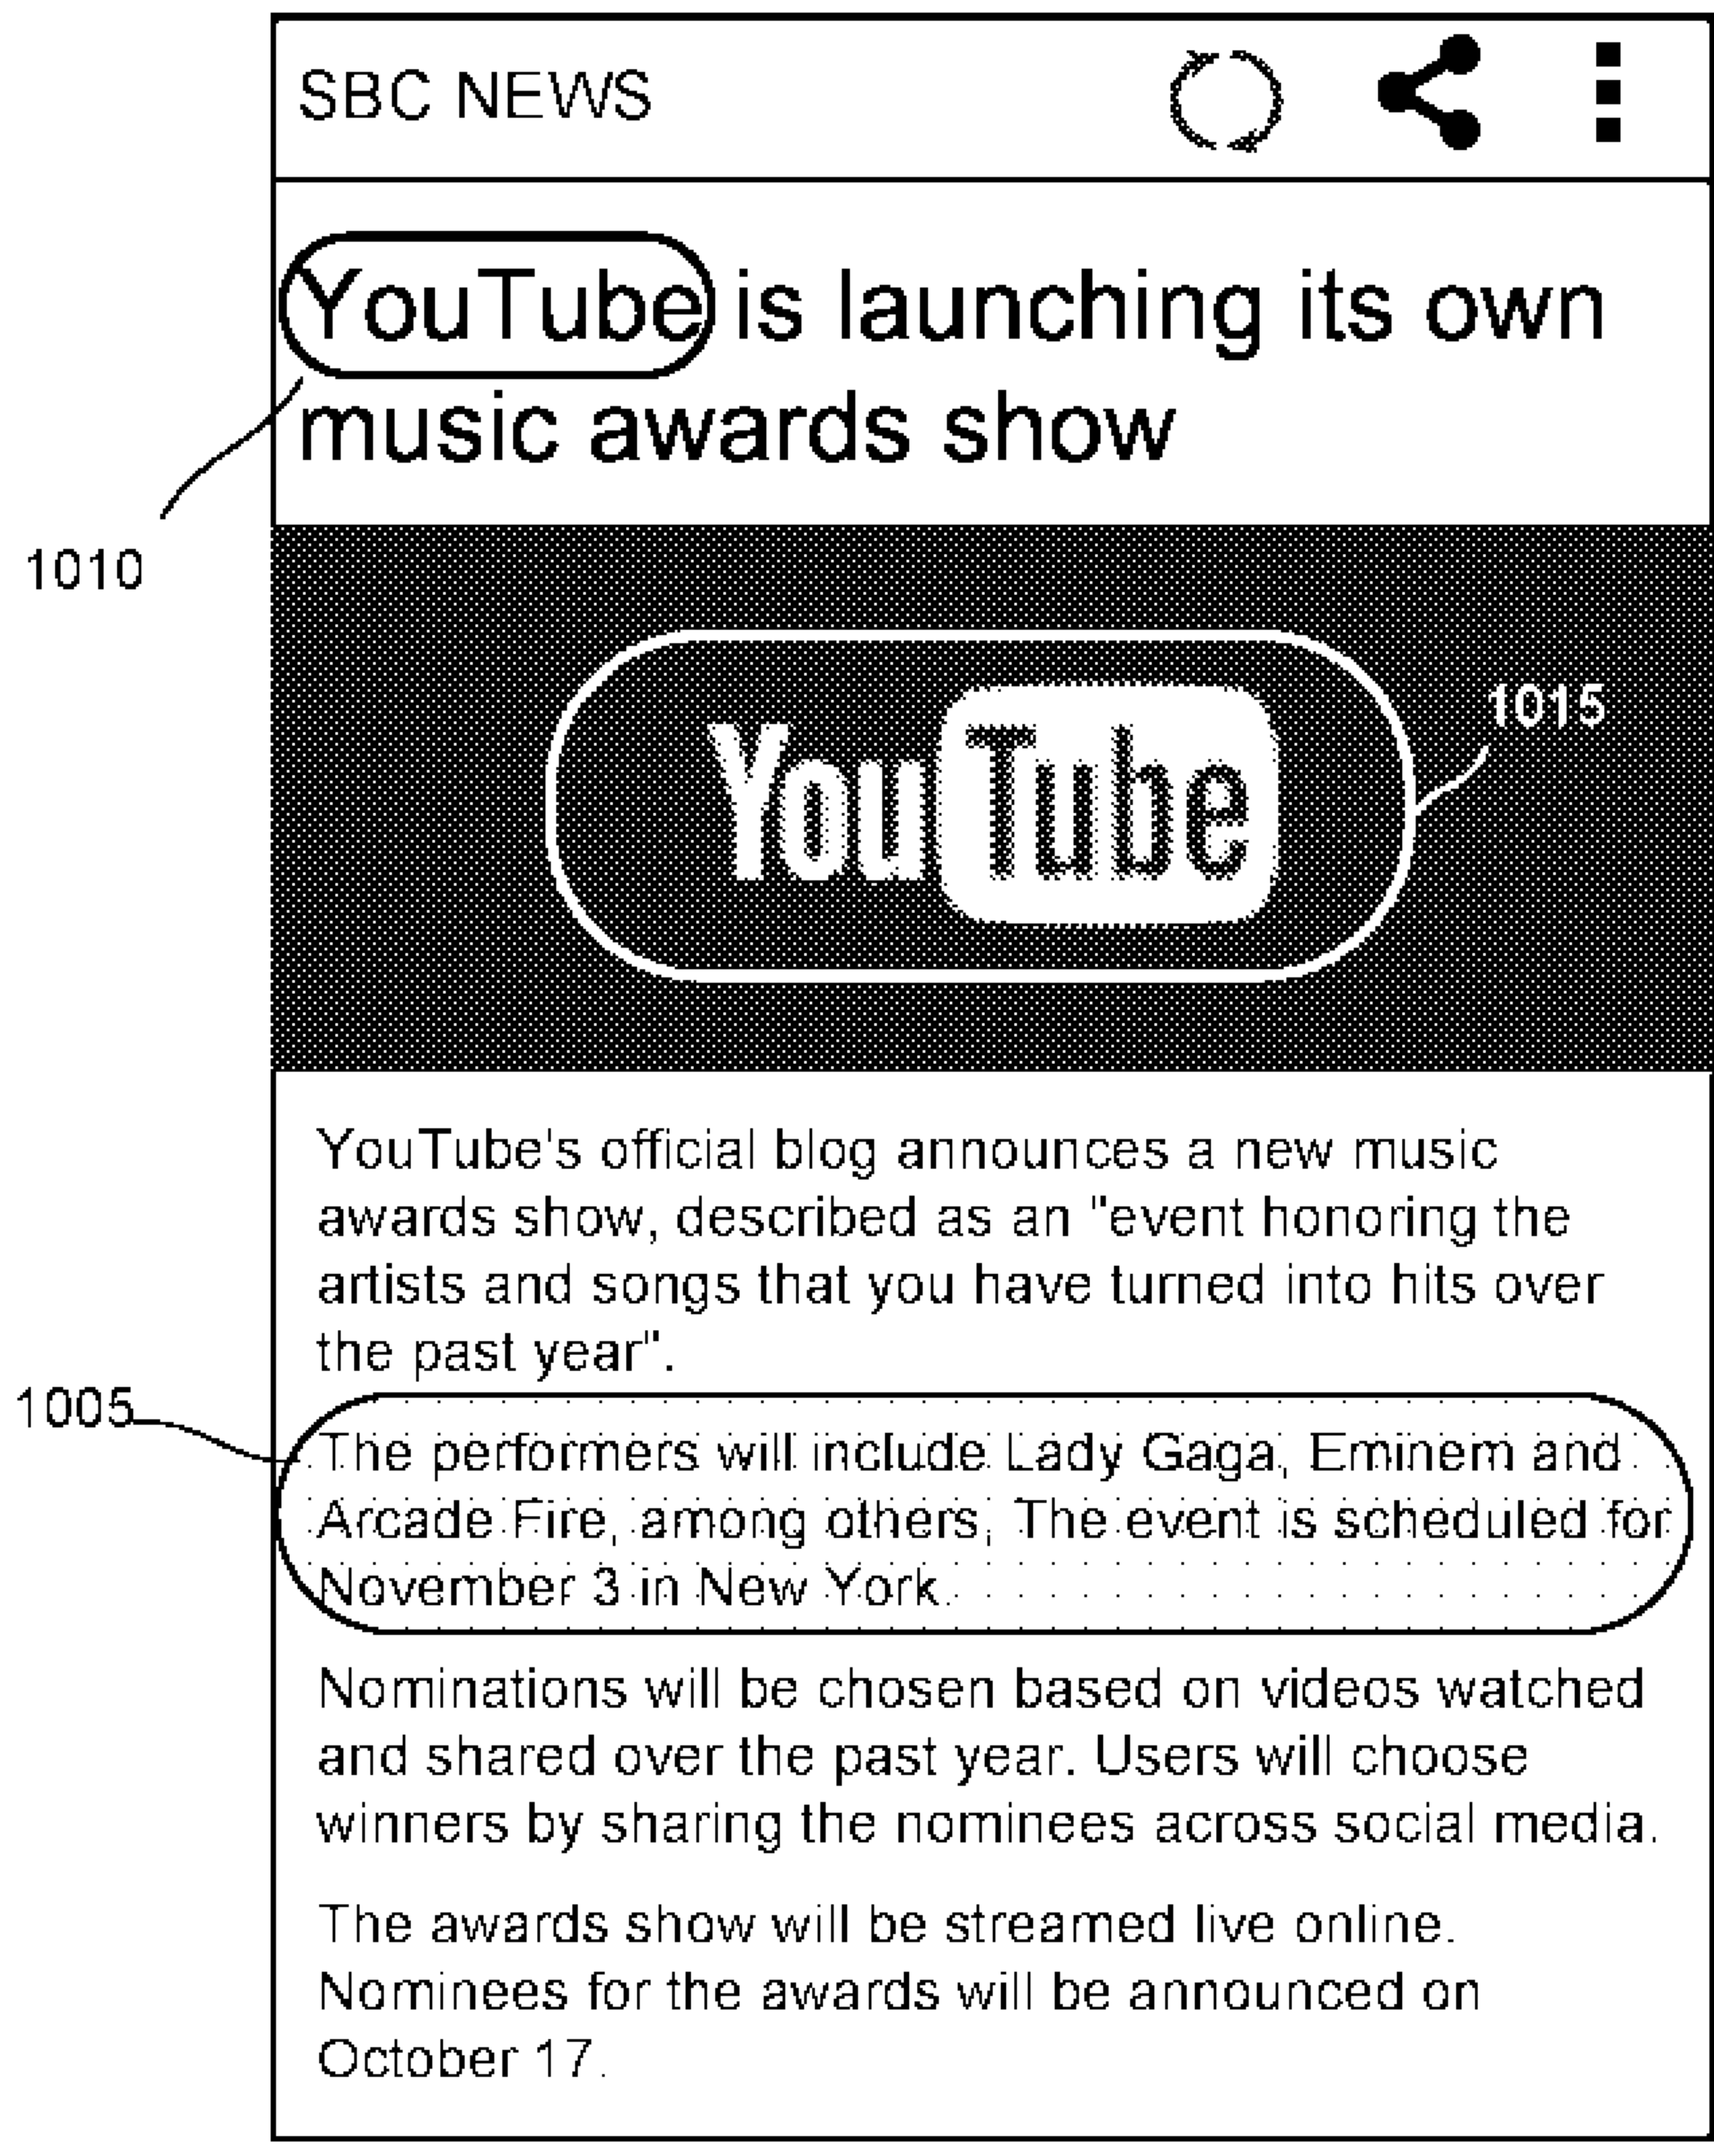 SBC NEWS
YouTube is launching its own
music awards show
1010
1015
YouTube
YouTube's official blog announces a new music
awards show, described as an "event honoring the
artists and songs that you have turned into hits over
the past year".
1005
The performers will include Lady Gaga, Eminem and
Arcade Fire, among others, The event is scheduled for
November 3 in New York.
Nominations will be chosen based on videos watched
and shared over the past year. Users will choose
winners by sharing the nominees across social media.
The awards show will be streamed live online.
Nominees for the awards will be announced on
October 17.